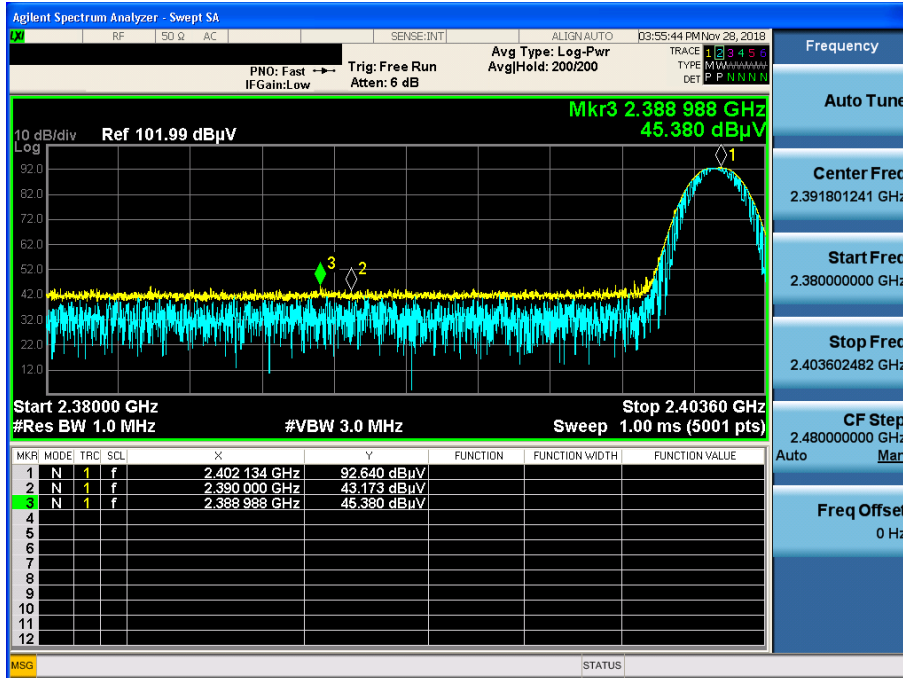 Agilent Spectrum Analyzer - Swept SA
LXI RF 50 Ω AC SENSE:INT ALIGN AUTO 03:55:44 PM Nov 28, 2018
Frequency
Avg Type: Log-Pwr TRACE 1 2 3 4 5 6
PNO: Fast Trig: Free Run Avg|Hold: 200/200 TYPE M W W W W W
IFGain:Low Atten: 6 dB DET P P N N N N
Auto Tune
Mkr3 2.388 988 GHz
10 dB/div Ref 101.99 dBµV 45.380 dBµV
Log
1
92.0
82.0
72.0
62.0
52.0
3
2
42.0
32.0
22.0
12.0
Center Freq
2.391801241 GHz
Start Freq
2.380000000 GHz
Stop Freq
2.403602482 GHz
Start 2.38000 GHz Stop 2.40360 GHz
#Res BW 1.0 MHz #VBW 3.0 MHz Sweep 1.00 ms (5001 pts)
CF Step
2.480000000 GHz
Auto Man
Freq Offset
0 Hz
MKR MODE TRC SCL X Y FUNCTION FUNCTION WIDTH FUNCTION VALUE
1 N 1 f 2.402 134 GHz 92.640 dBµV
2 N 1 f 2.390 000 GHz 43.173 dBµV
3 N 1 f 2.388 988 GHz 45.380 dBµV
4
5
6
7
8
9
10
11
12
MSG STATUS